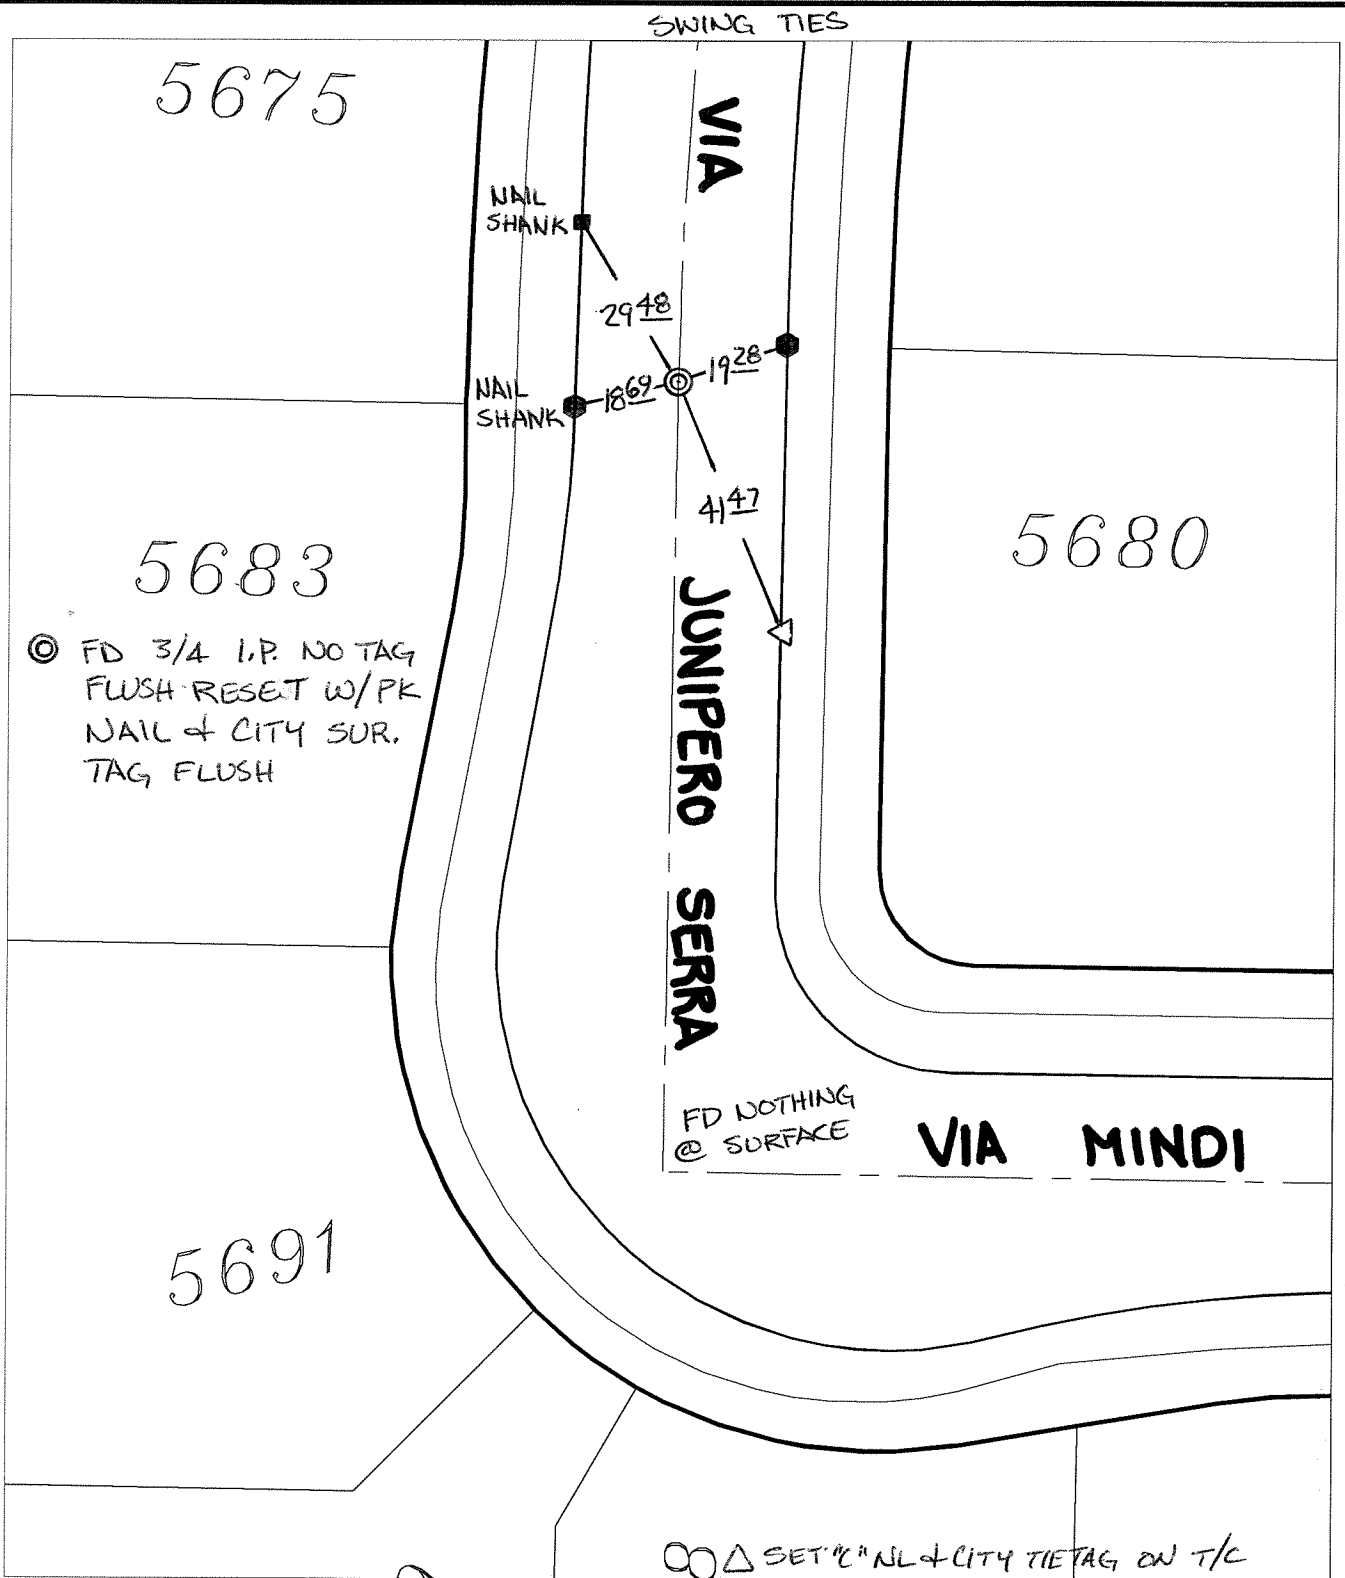 SWING TIES
5675
VIA
NAIL
SHANK
29 48
19 28
NAIL
SHANK
18 69
41 47
5683
5680
JUNIPERO SERRA
◎ FD 3/4 I.P. NO TAG
FLUSH RESET W/PK
NAIL & CITY SUR.
TAG FLUSH
FD NOTHING
@ SURFACE
VIA MINDI
5691
SET "C" NL & CITY TIE TAG ON T/C